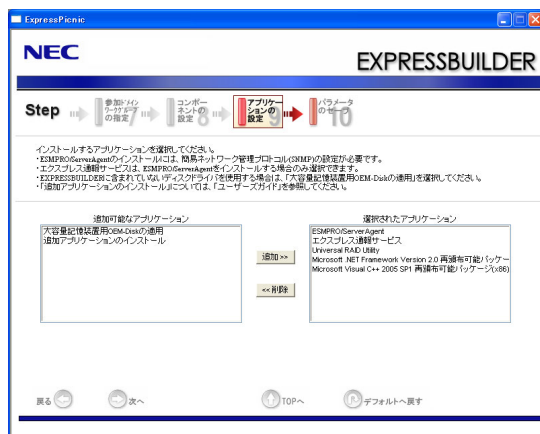 ExpressPicnic
NEC
EXPRESSBUILDER
Step
参加ドメイン
ワークグループ
の指定 7
コンポー
ネントの
設定 8
アプリケー
ションの
設定 9
パラメータ
のセーブ 10
インストールするアプリケーションを選択してください。
・ESMPRO/ServerAgentのインストールには、簡易ネットワーク管理プロトコル(SNMP)の設定が必要です。
・エクスプレス通報サービスは、ESMPRO/ServerAgentをインストールする場合のみ選択できます。
・EXPRESSBUILDERに含まれていないディスクドライバを使用する場合は、「大容量記憶装置用OEM-Diskの適用」を選択してください。
・「追加アプリケーションのインストール」については、「ユーザーズガイド」を参照してください。
追加可能なアプリケーション
大容量記憶装置用OEM-Diskの適用
追加アプリケーションのインストール
追加 >>
<< 削除
選択されたアプリケーション
ESMPRO/ServerAgent
エクスプレス通報サービス
Universal RAID Utility
Microsoft .NET Framework Version 2.0 再頒布可能パッケー
Microsoft Visual C++ 2005 SP1 再頒布可能パッケージ(x86)
戻る
次へ
TOPへ
デフォルトへ戻す